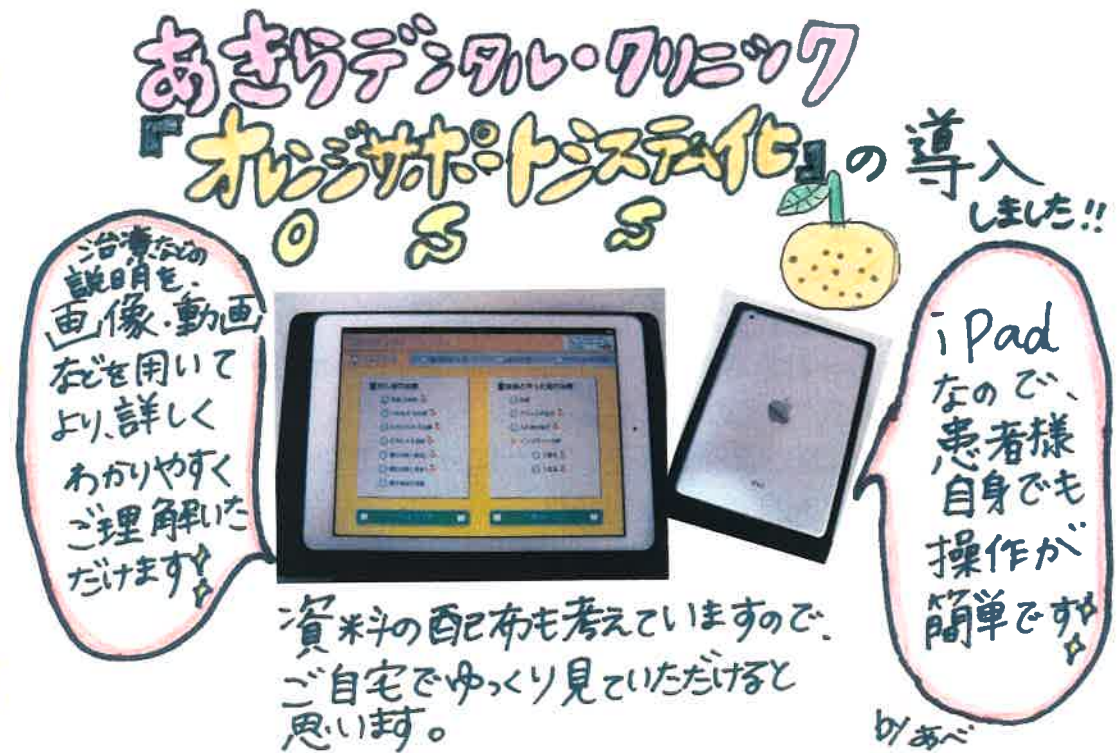 あきらデンタル・クリニック
『オレンジサポートシステム化』の導入
しました!!
O S S
治療などの
説明を、
画像・動画
などを用いて
より、詳しく
わかりやすく
ご理解いた
だけます
iPad
なので、
患者様
自身でも
操作が
簡単です
iPad
資料の配布も考えていますので、
ご自宅でゆっくり見ていただけると
思います。
by あべ